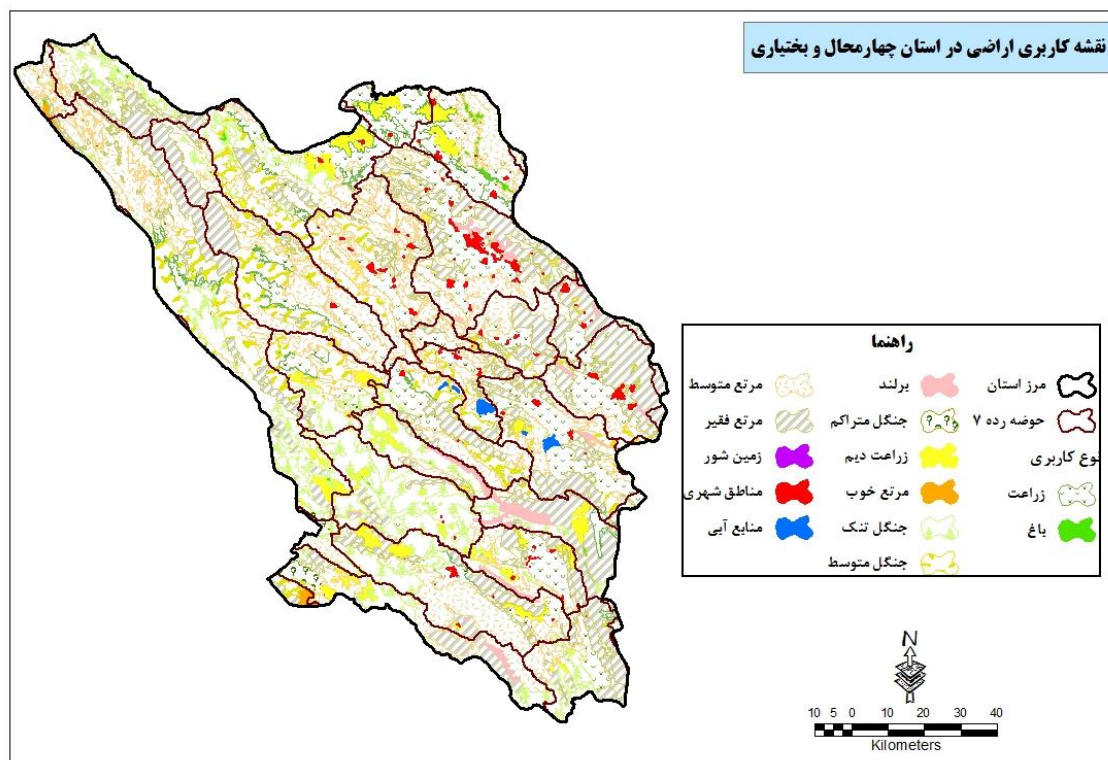 نقشه کاربری اراضی در استان چهارمحال و بختیاری
راهنما
مرز استان
حوضه رده ۷
نوع کاربری
زراعت
باغ
برلند
جنگل متراکم
زراعت دیم
مرتع خوب
جنگل تنک
جنگل متوسط
مرتع متوسط
مرتع فقیر
زمین شور
مناطق شهری
منابع آبی
N
10 5 0 10 20 30 40
Kilometers